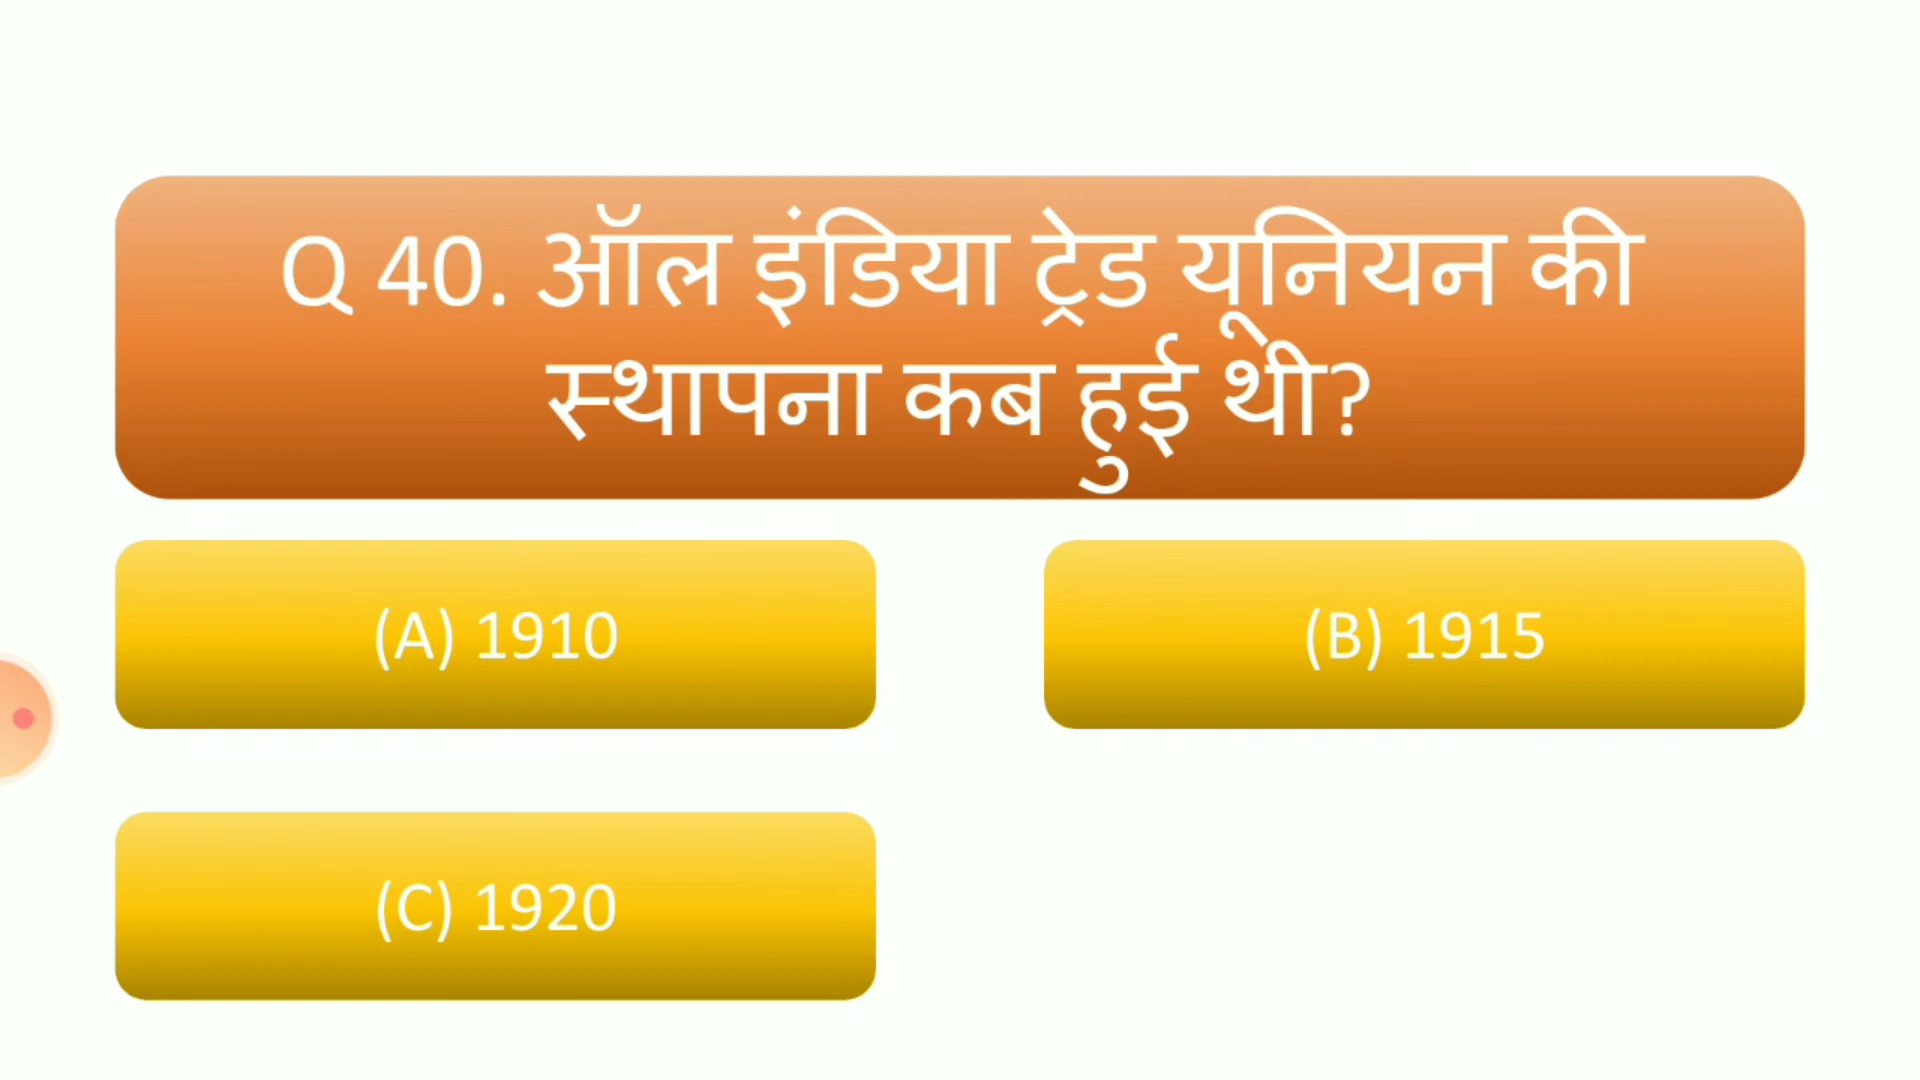 Q 40. ऑल इंडिया ट्रेड यूनियन की
स्थापना कब हुई थी?
(A) 1910
(B) 1915
(C) 1920